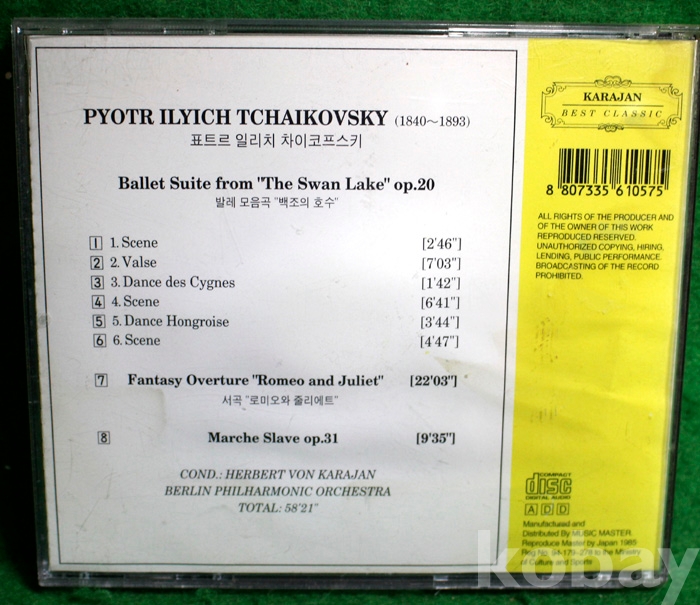 PYOTR ILYICH TCHAIKOVSKY (1840~1893)
표트르 일리치 차이코프스키
Ballet Suite from "The Swan Lake" op.20
발레 모음곡 "백조의 호수"
1 1. Scene [2'46"]
2 2. Valse [7'03"]
3 3. Dance des Cygnes [1'42"]
4 4. Scene [6'41"]
5 5. Dance Hongroise [3'44"]
6 6. Scene [4'47"]
7 Fantasy Overture "Romeo and Juliet" [22'03"]
서곡 "로미오와 줄리에트"
8 Marche Slave op.31 [9'35"]
COND.: HERBERT VON KARAJAN
BERLIN PHILHARMONIC ORCHESTRA
TOTAL: 58'21"
KARAJAN
BEST CLASSIC
8 807335 610575
ALL RIGHTS OF THE PRODUCER AND
OF THE OWNER OF THIS WORK
REPRODUCED RESERVED.
UNAUTHORIZED COPYING, HIRING,
LENDING, PUBLIC PERFORMANCE.
BROADCASTING OF THE RECORD
PROHIBITED.
COMPACT
disc
DIGITAL AUDIO
A D D
Manufactured and
Distributed By MUSIC MASTER.
Reproduce Master by Japan 1985
Reg No. to the Ministry
of Culture and Sports
kobay